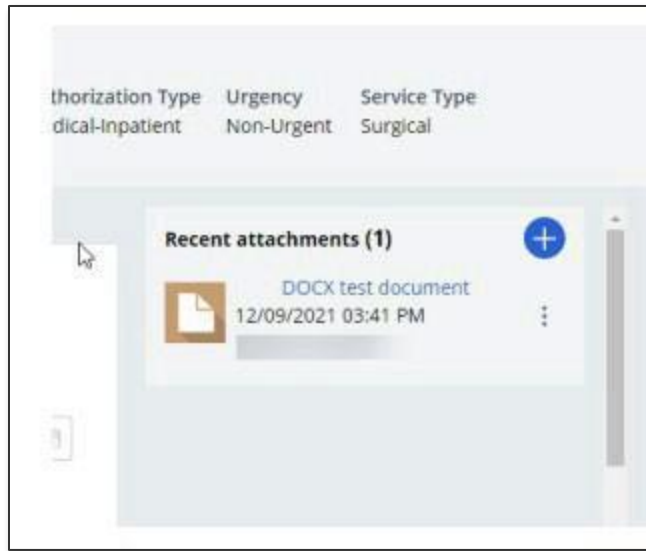 thorization Type Urgency Service Type
dical-Inpatient Non-Urgent Surgical
Recent attachments (1)
DOCX test document
12/09/2021 03:41 PM